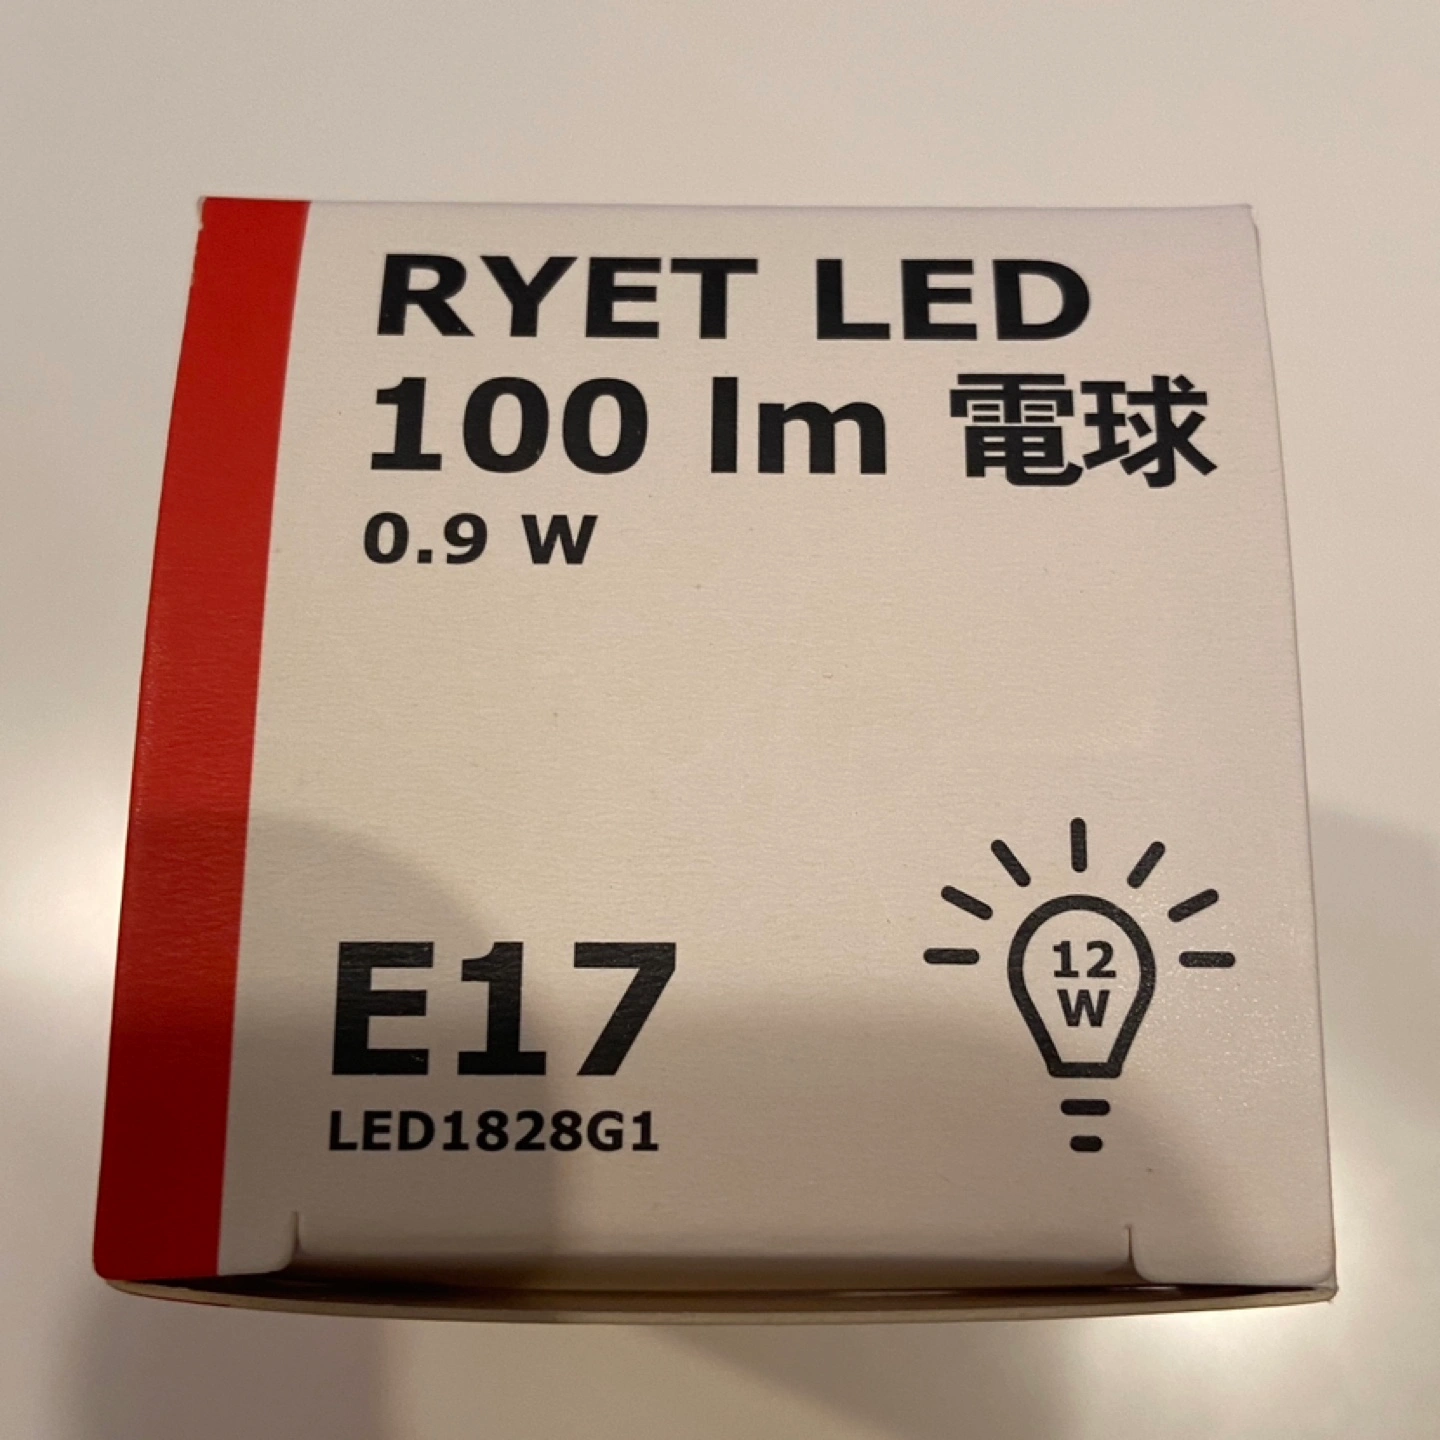 RYET LED
100 lm 電球
0.9 W
12
W
E17
LED1828G1